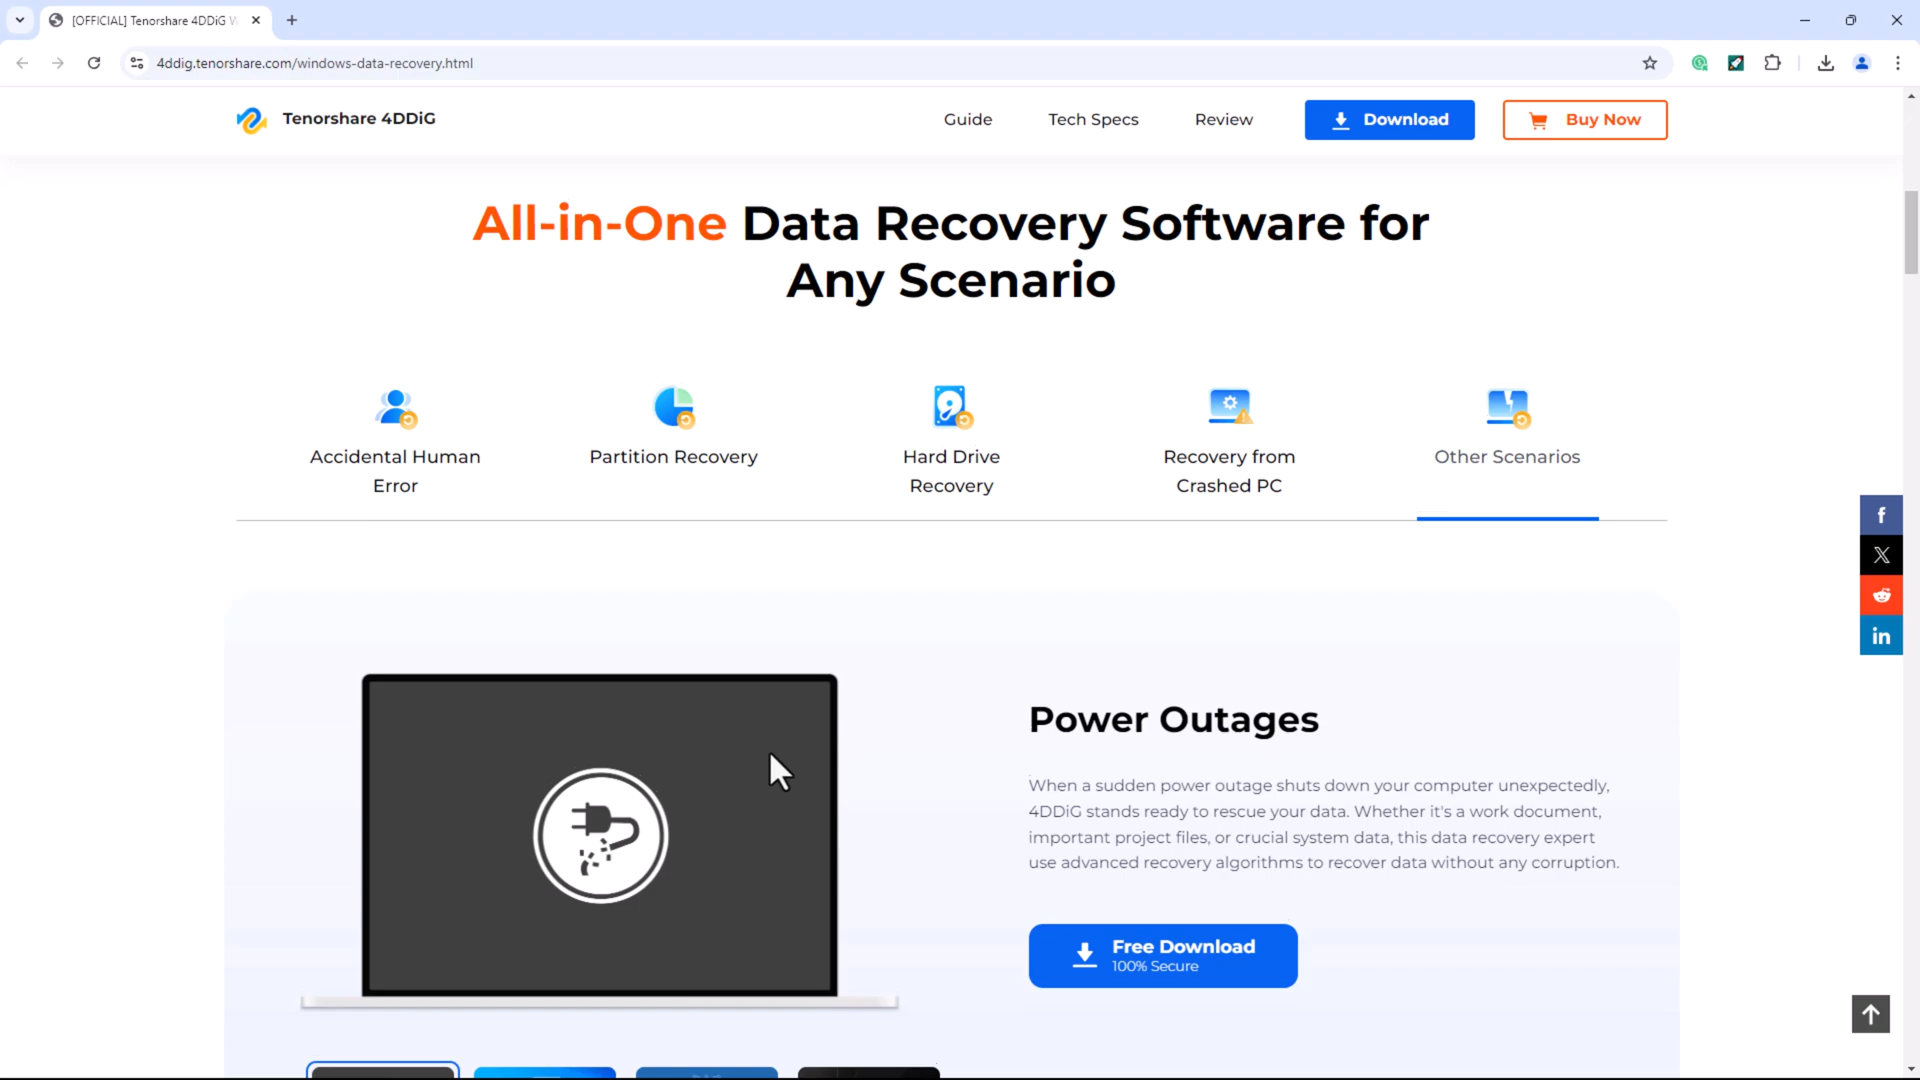 [OFFICIAL] Tenorshare 4DDiG
4ddig.tenorshare.com/windows-data-recovery.html
Tenorshare 4DDiG
Guide
Tech Specs
Review
Download
Buy Now
All-in-One Data Recovery Software for
Any Scenario
Accidental Human
Error
Partition Recovery
Hard Drive
Recovery
Recovery from
Crashed PC
Other Scenarios
f
X
in
Power Outages
When a sudden power outage shuts down your computer unexpectedly,
4DDiG stands ready to rescue your data. Whether it's a work document,
important project files, or crucial system data, this data recovery expert
use advanced recovery algorithms to recover data without any corruption.
Free Download
100% Secure